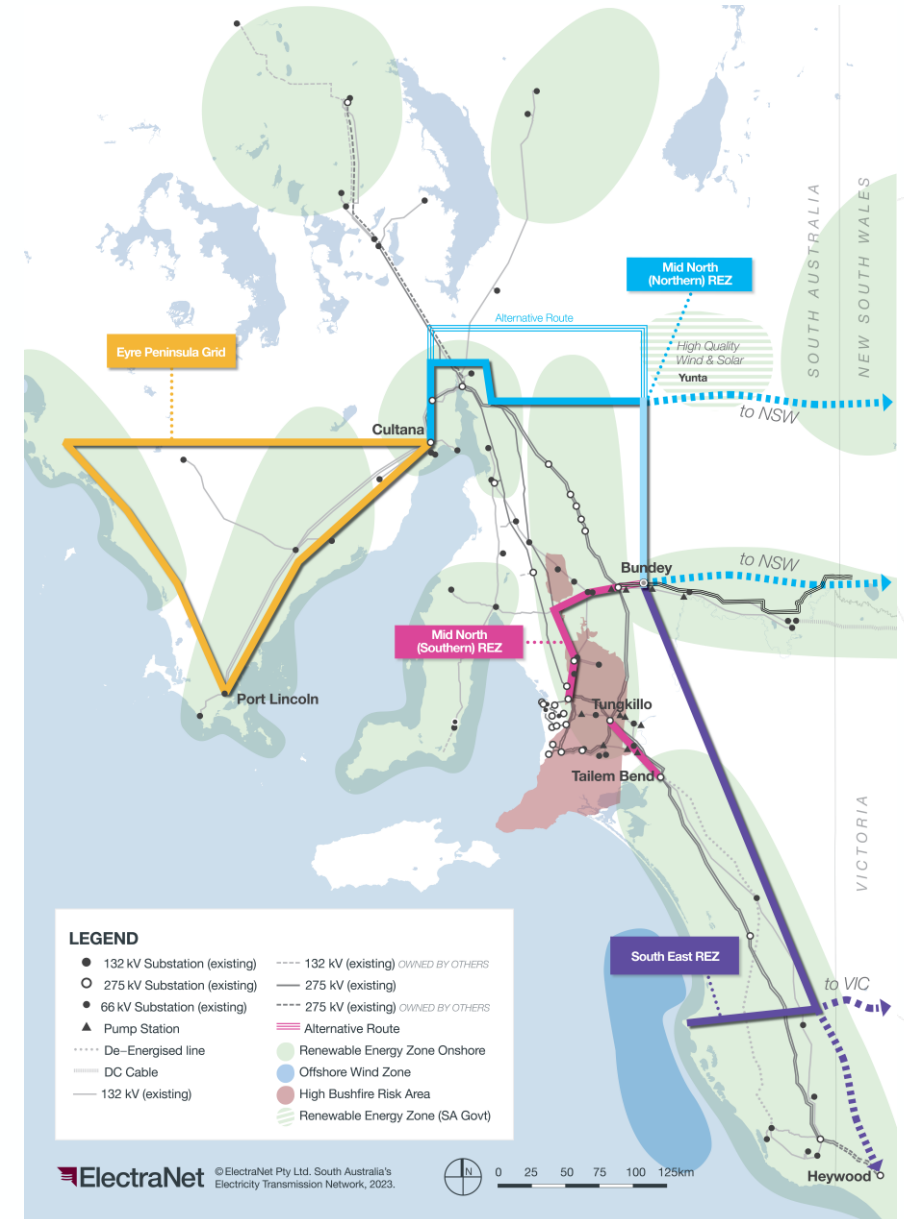 SOUTH AUSTRALIA
NEW SOUTH WALES
Mid North
(Northern) REZ
Alternative Route
High Quality
Wind & Solar
Yunta
Eyre Peninsula Grid
to NSW
Cultana
to NSW
Bundey
Mid North
(Southern) REZ
Port Lincoln
Tungkillo
Tailem Bend
VICTORIA
South East REZ
to VIC
Heywood
LEGEND
132 kV Substation (existing)
275 kV Substation (existing)
66 kV Substation (existing)
Pump Station
De–Energised line
DC Cable
132 kV (existing)
132 kV (existing) OWNED BY OTHERS
275 kV (existing)
275 kV (existing) OWNED BY OTHERS
Alternative Route
Renewable Energy Zone Onshore
Offshore Wind Zone
High Bushfire Risk Area
Renewable Energy Zone (SA Govt)
ElectraNet
© ElectraNet Pty Ltd. South Australia's
Electricity Transmission Network, 2023.
N
0 25 50 75 100 125km